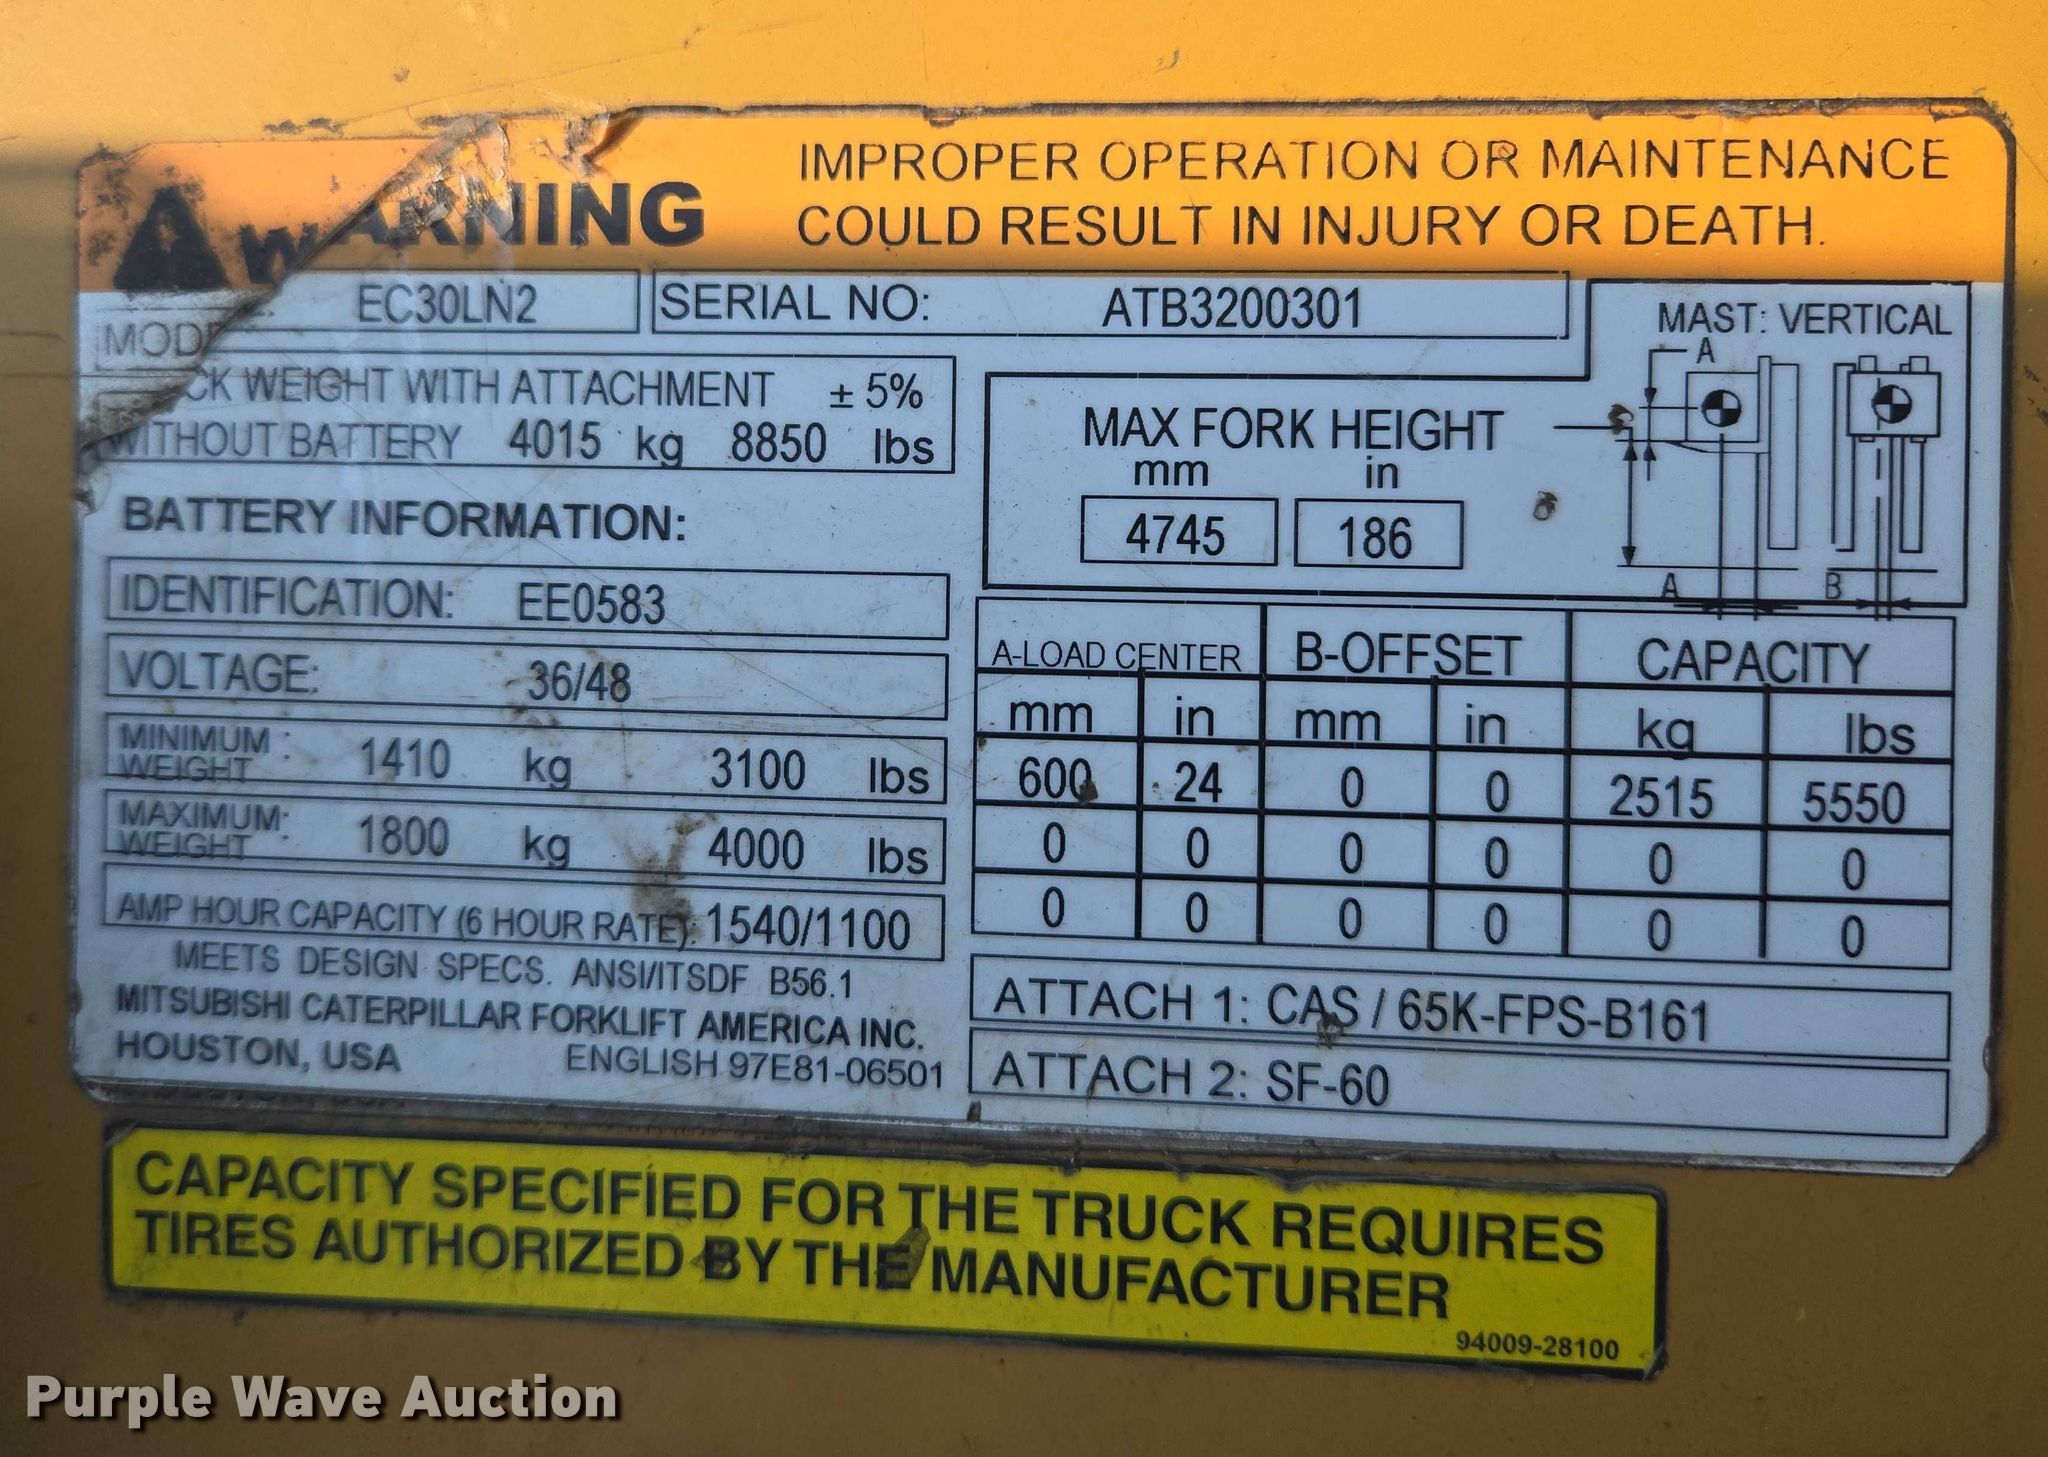 WARNING
IMPROPER OPERATION OR MAINTENANCE
COULD RESULT IN INJURY OR DEATH.
EC30LN2
SERIAL NO: ATB3200301
WEIGHT WITH ATTACHMENT ± 5%
WITHOUT BATTERY 4015 kg 8850 lbs
BATTERY INFORMATION:
IDENTIFICATION: EE0583
VOLTAGE: 36/48
MINIMUM WEIGHT : 1410 kg 3100 lbs
MAXIMUM WEIGHT : 1800 kg 4000 lbs
AMP HOUR CAPACITY (6 HOUR RATE): 1540/1100
MEETS DESIGN SPECS. ANSI/ITSDF B56.1
MITSUBISHI CATERPILLAR FORKLIFT AMERICA INC.
HOUSTON, USA ENGLISH 97E81-06501
MAST: VERTICAL
A
MAX FORK HEIGHT
mm in
4745 186
A B
A-LOAD CENTER B-OFFSET CAPACITY
mm in mm in kg lbs
600 24 0 0 2515 5550
0 0 0 0 0 0
0 0 0 0 0 0
ATTACH 1: CAS / 65K-FPS-B161
ATTACH 2: SF-60
CAPACITY SPECIFIED FOR THE TRUCK REQUIRES
TIRES AUTHORIZED BY THE MANUFACTURER
94009-28100
Purple Wave Auction